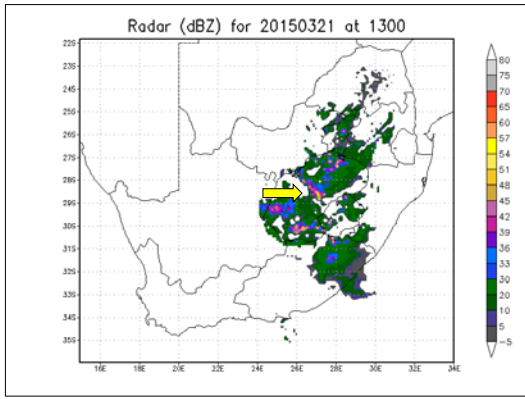 Radar (dBZ) for 20150321 at 1300
22S
23S
24S
25S
26S
27S
28S
29S
30S
31S
32S
33S
34S
35S
16E 18E 20E 22E 24E 26E 28E 30E 32E 34E
80
75
70
65
60
57
54
51
48
45
42
39
36
33
30
20
10
5
-5